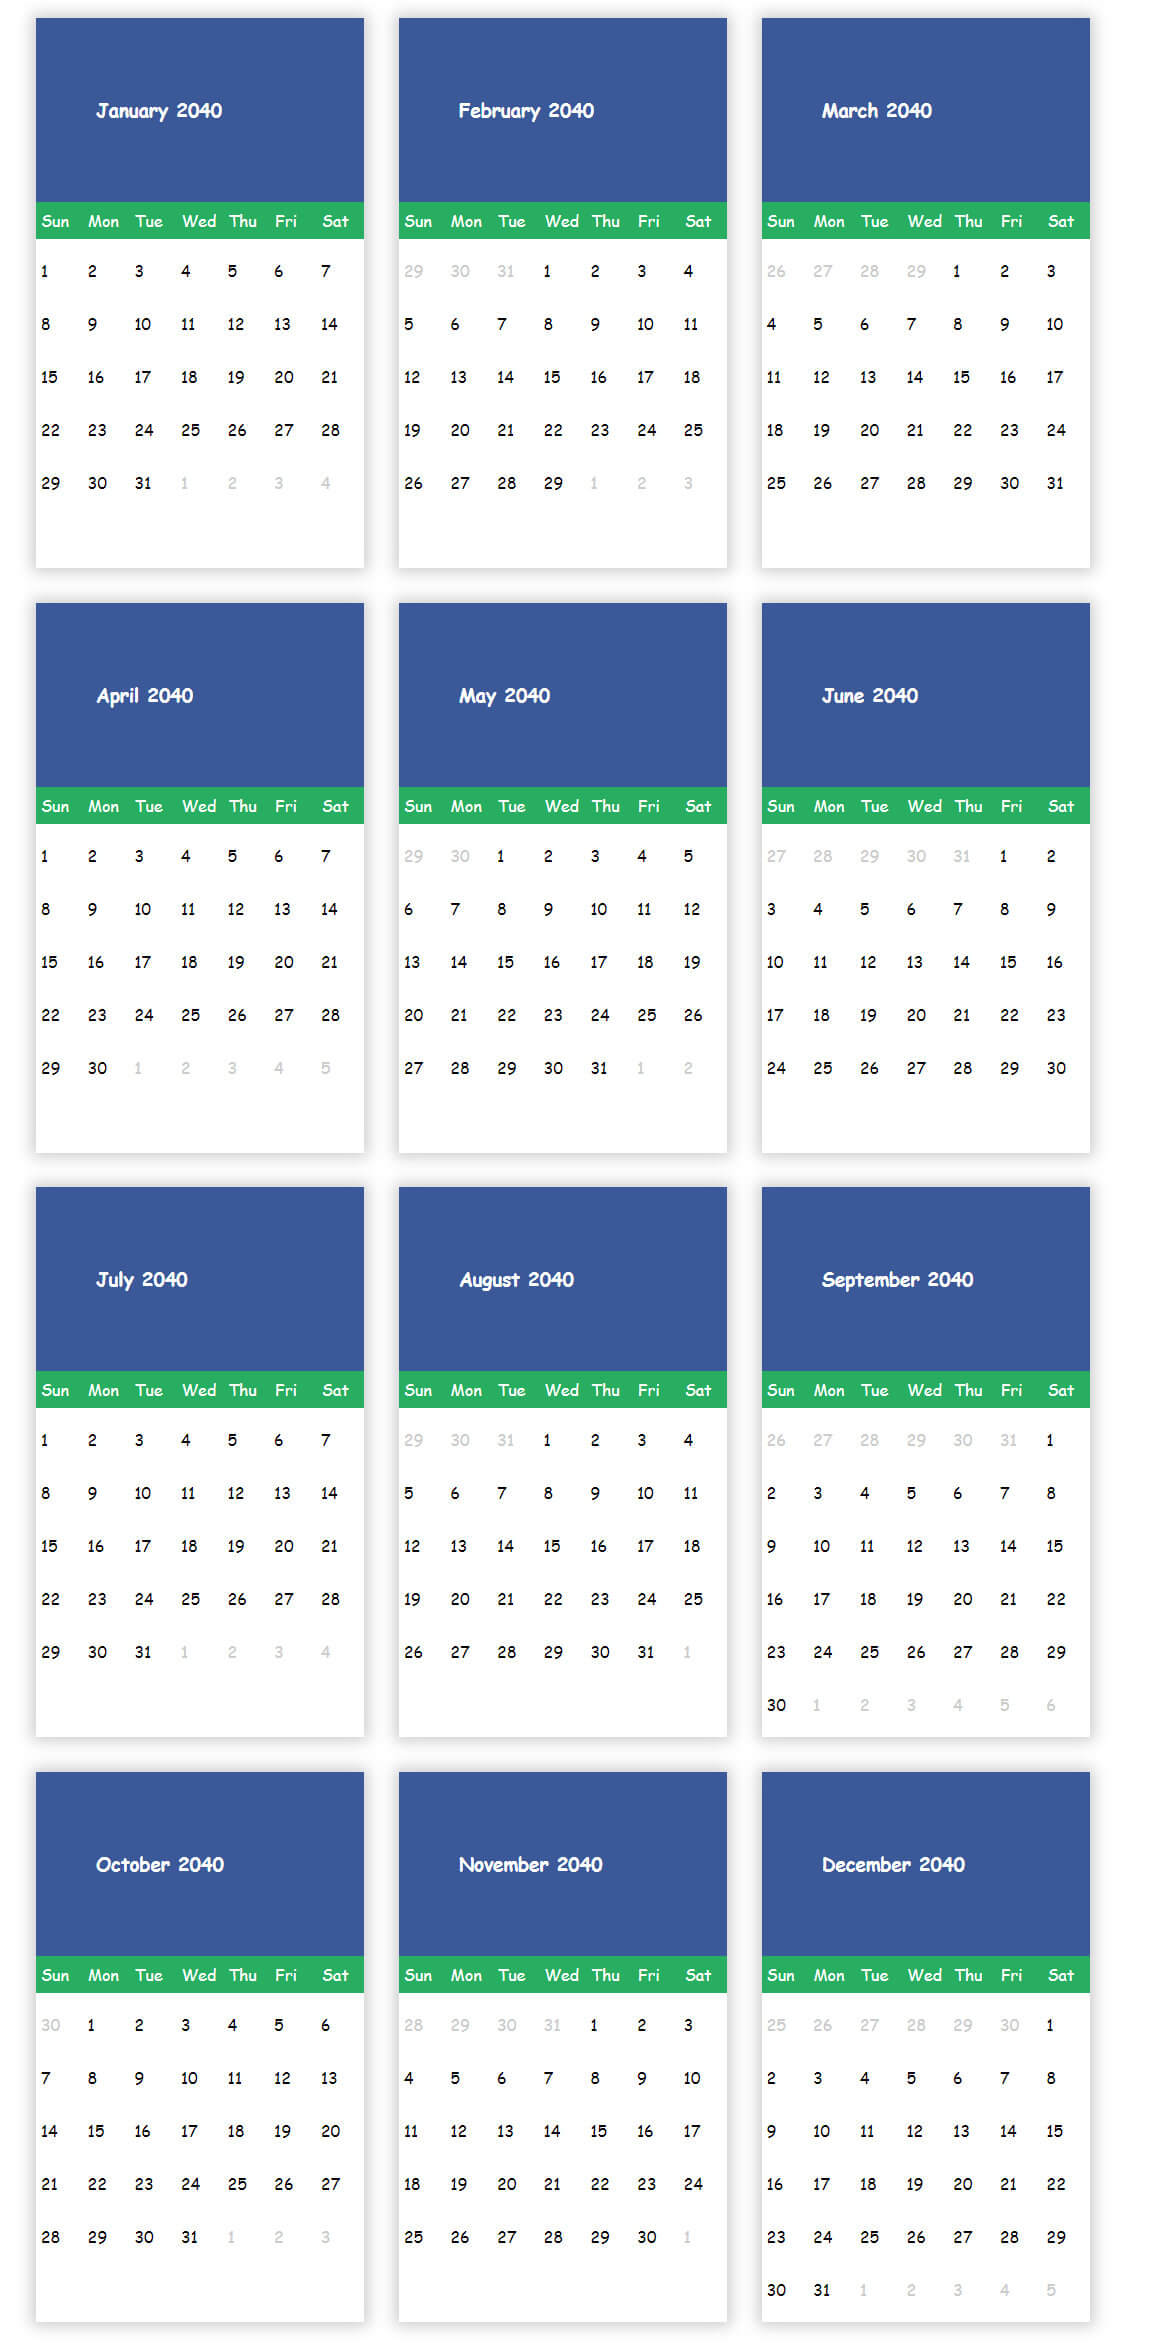 January 2040
Sun Mon Tue Wed Thu Fri Sat
1 2 3 4 5 6 7
8 9 10 11 12 13 14
15 16 17 18 19 20 21
22 23 24 25 26 27 28
29 30 31 1 2 3 4
February 2040
Sun Mon Tue Wed Thu Fri Sat
29 30 31 1 2 3 4
5 6 7 8 9 10 11
12 13 14 15 16 17 18
19 20 21 22 23 24 25
26 27 28 29 1 2 3
March 2040
Sun Mon Tue Wed Thu Fri Sat
26 27 28 29 1 2 3
4 5 6 7 8 9 10
11 12 13 14 15 16 17
18 19 20 21 22 23 24
25 26 27 28 29 30 31
April 2040
Sun Mon Tue Wed Thu Fri Sat
1 2 3 4 5 6 7
8 9 10 11 12 13 14
15 16 17 18 19 20 21
22 23 24 25 26 27 28
29 30 1 2 3 4 5
May 2040
Sun Mon Tue Wed Thu Fri Sat
29 30 1 2 3 4 5
6 7 8 9 10 11 12
13 14 15 16 17 18 19
20 21 22 23 24 25 26
27 28 29 30 31 1 2
June 2040
Sun Mon Tue Wed Thu Fri Sat
27 28 29 30 31 1 2
3 4 5 6 7 8 9
10 11 12 13 14 15 16
17 18 19 20 21 22 23
24 25 26 27 28 29 30
July 2040
Sun Mon Tue Wed Thu Fri Sat
1 2 3 4 5 6 7
8 9 10 11 12 13 14
15 16 17 18 19 20 21
22 23 24 25 26 27 28
29 30 31 1 2 3 4
August 2040
Sun Mon Tue Wed Thu Fri Sat
29 30 31 1 2 3 4
5 6 7 8 9 10 11
12 13 14 15 16 17 18
19 20 21 22 23 24 25
26 27 28 29 30 31 1
September 2040
Sun Mon Tue Wed Thu Fri Sat
26 27 28 29 30 31 1
2 3 4 5 6 7 8
9 10 11 12 13 14 15
16 17 18 19 20 21 22
23 24 25 26 27 28 29
30 1 2 3 4 5 6
October 2040
Sun Mon Tue Wed Thu Fri Sat
30 1 2 3 4 5 6
7 8 9 10 11 12 13
14 15 16 17 18 19 20
21 22 23 24 25 26 27
28 29 30 31 1 2 3
November 2040
Sun Mon Tue Wed Thu Fri Sat
28 29 30 31 1 2 3
4 5 6 7 8 9 10
11 12 13 14 15 16 17
18 19 20 21 22 23 24
25 26 27 28 29 30 1
December 2040
Sun Mon Tue Wed Thu Fri Sat
25 26 27 28 29 30 1
2 3 4 5 6 7 8
9 10 11 12 13 14 15
16 17 18 19 20 21 22
23 24 25 26 27 28 29
30 31 1 2 3 4 5